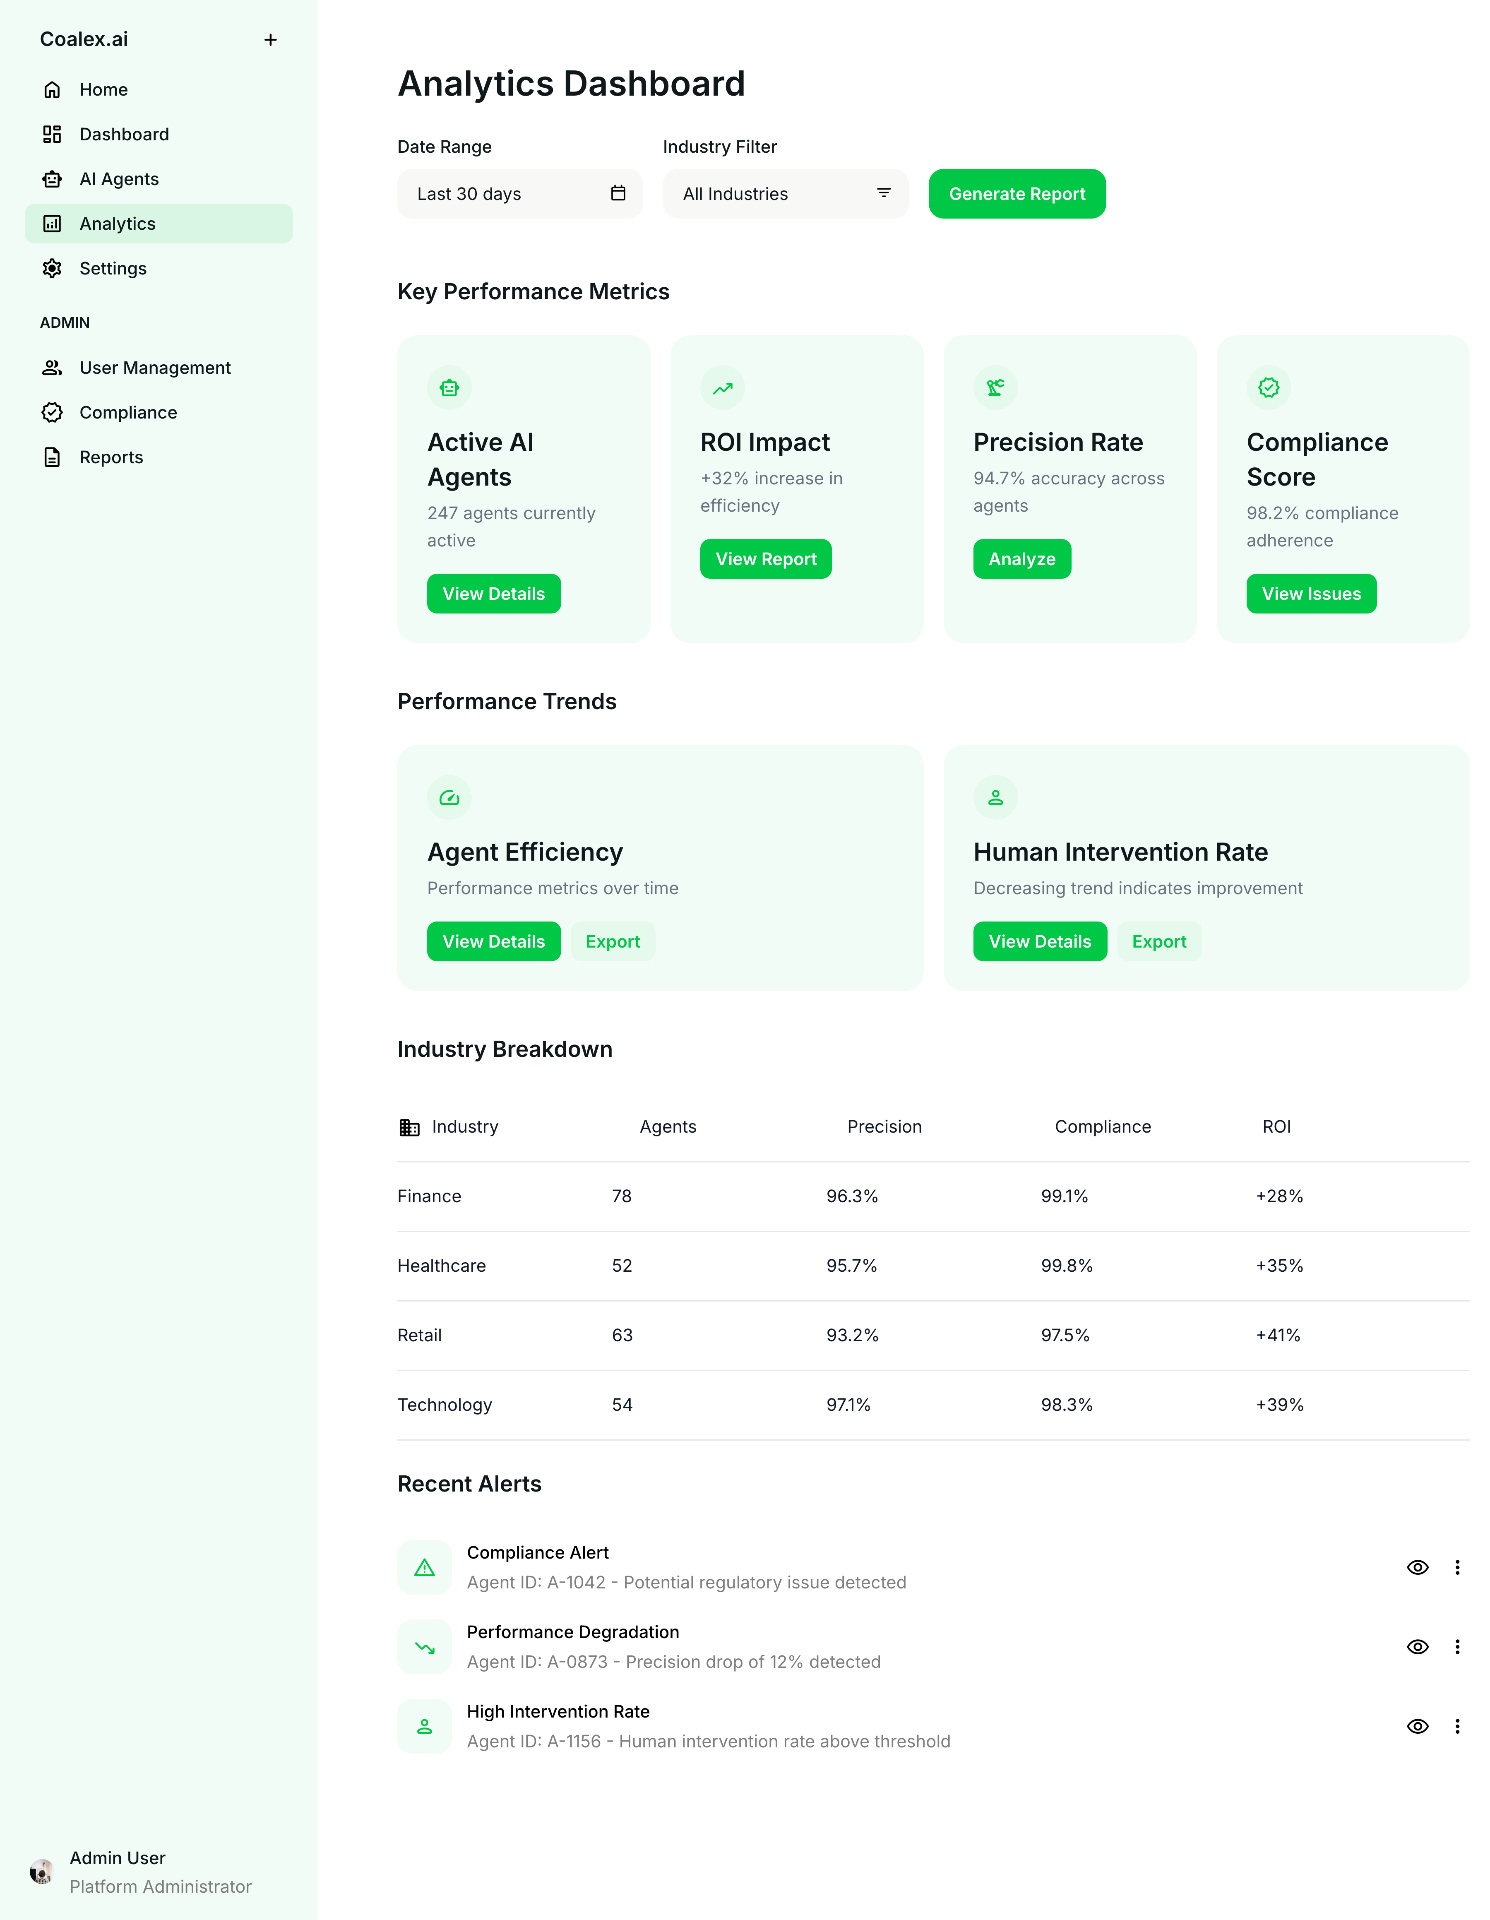 Coalex.ai
Home
Dashboard
AI Agents
Analytics
Settings
ADMIN
User Management
Compliance
Reports
Admin User
Platform Administrator
Analytics Dashboard
Date Range
Last 30 days
Industry Filter
All Industries
Generate Report
Key Performance Metrics
Active AI
Agents
247 agents currently
active
View Details
ROI Impact
+32% increase in
efficiency
View Report
Precision Rate
94.7% accuracy across
agents
Analyze
Compliance
Score
98.2% compliance
adherence
View Issues
Performance Trends
Agent Efficiency
Performance metrics over time
View Details Export
Human Intervention Rate
Decreasing trend indicates improvement
View Details Export
Industry Breakdown
Industry Agents Precision Compliance ROI
Finance 78 96.3% 99.1% +28%
Healthcare 52 95.7% 99.8% +35%
Retail 63 93.2% 97.5% +41%
Technology 54 97.1% 98.3% +39%
Recent Alerts
Compliance Alert
Agent ID: A-1042 - Potential regulatory issue detected
Performance Degradation
Agent ID: A-0873 - Precision drop of 12% detected
High Intervention Rate
Agent ID: A-1156 - Human intervention rate above threshold